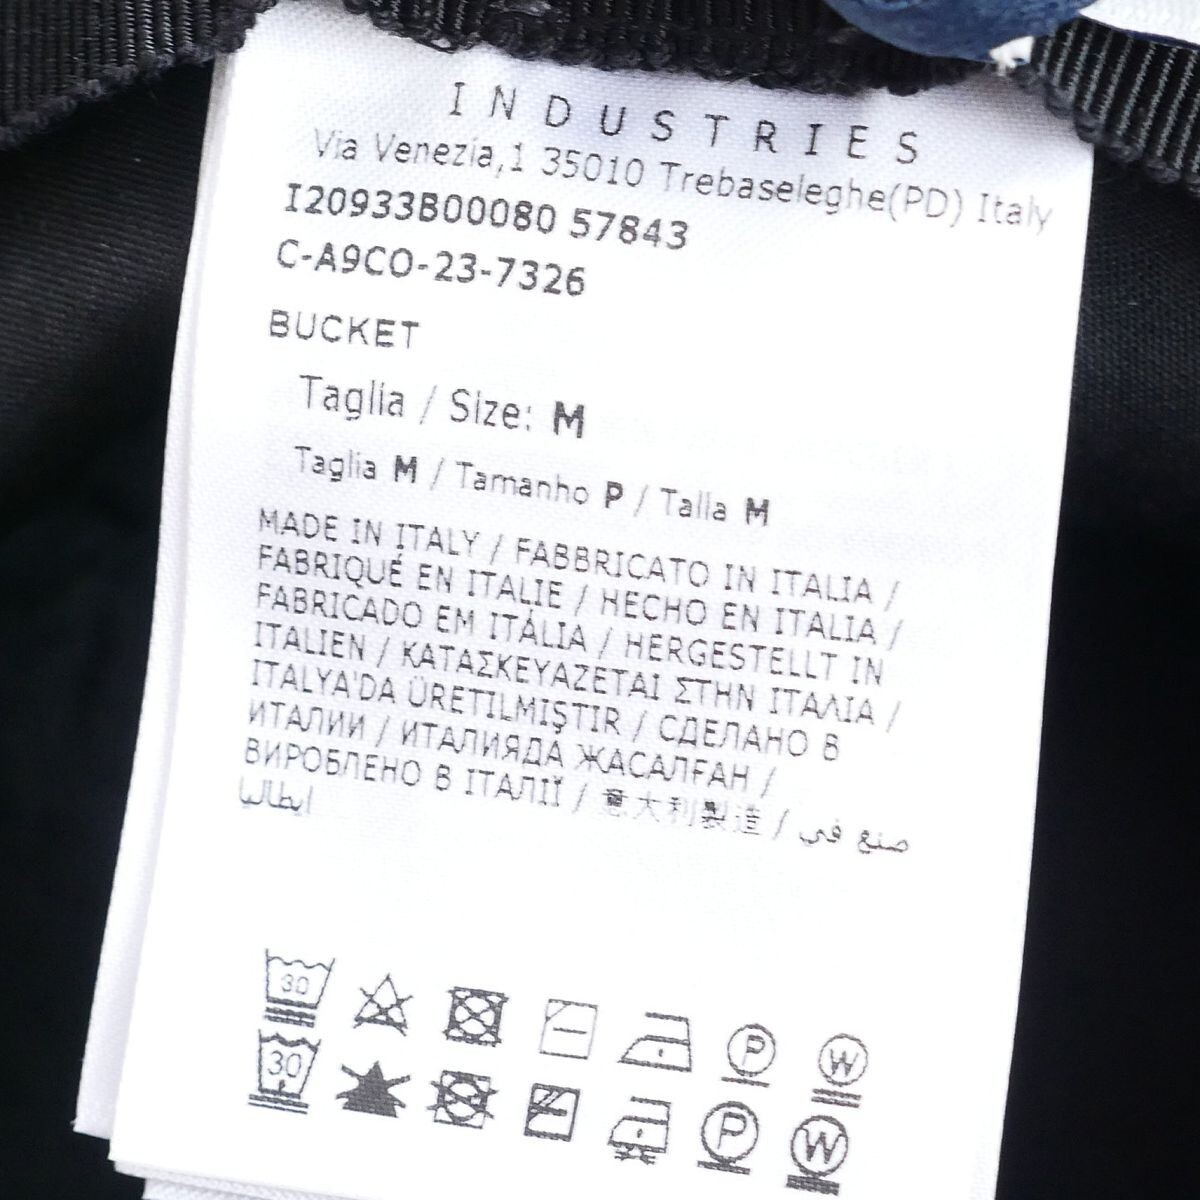 INDUSTRIES
Via Venezia,1 35010 Trebaseleghe(PD) Italy
I20933B00080 57843
C-A9CO-23-7326
BUCKET
Taglia / Size: M
Taglia M / Tamanho P / Talla M
MADE IN ITALY / FABBRICATO IN ITALIA /
FABRIQUÉ EN ITALIE / HECHO EN ITALIA /
FABRICADO EM ITÁLIA / HERGESTELLT IN
ITALIEN / ΚΑΤΑΣΚΕΥΑΖΕΤΑΙ ΣΤΗΝ ΙΤΑΛΙΑ /
ITALYA'DA ÜRETILMIŞTIR / СДЕЛАНО В
ИТАЛИИ / ИТАЛИЯДА ЖАСАЛҒАН /
ВИРОБЛЕНО В ІТАЛІЇ / 意大利製造 / صنع في
ايطاليا
30 P W
30 P W